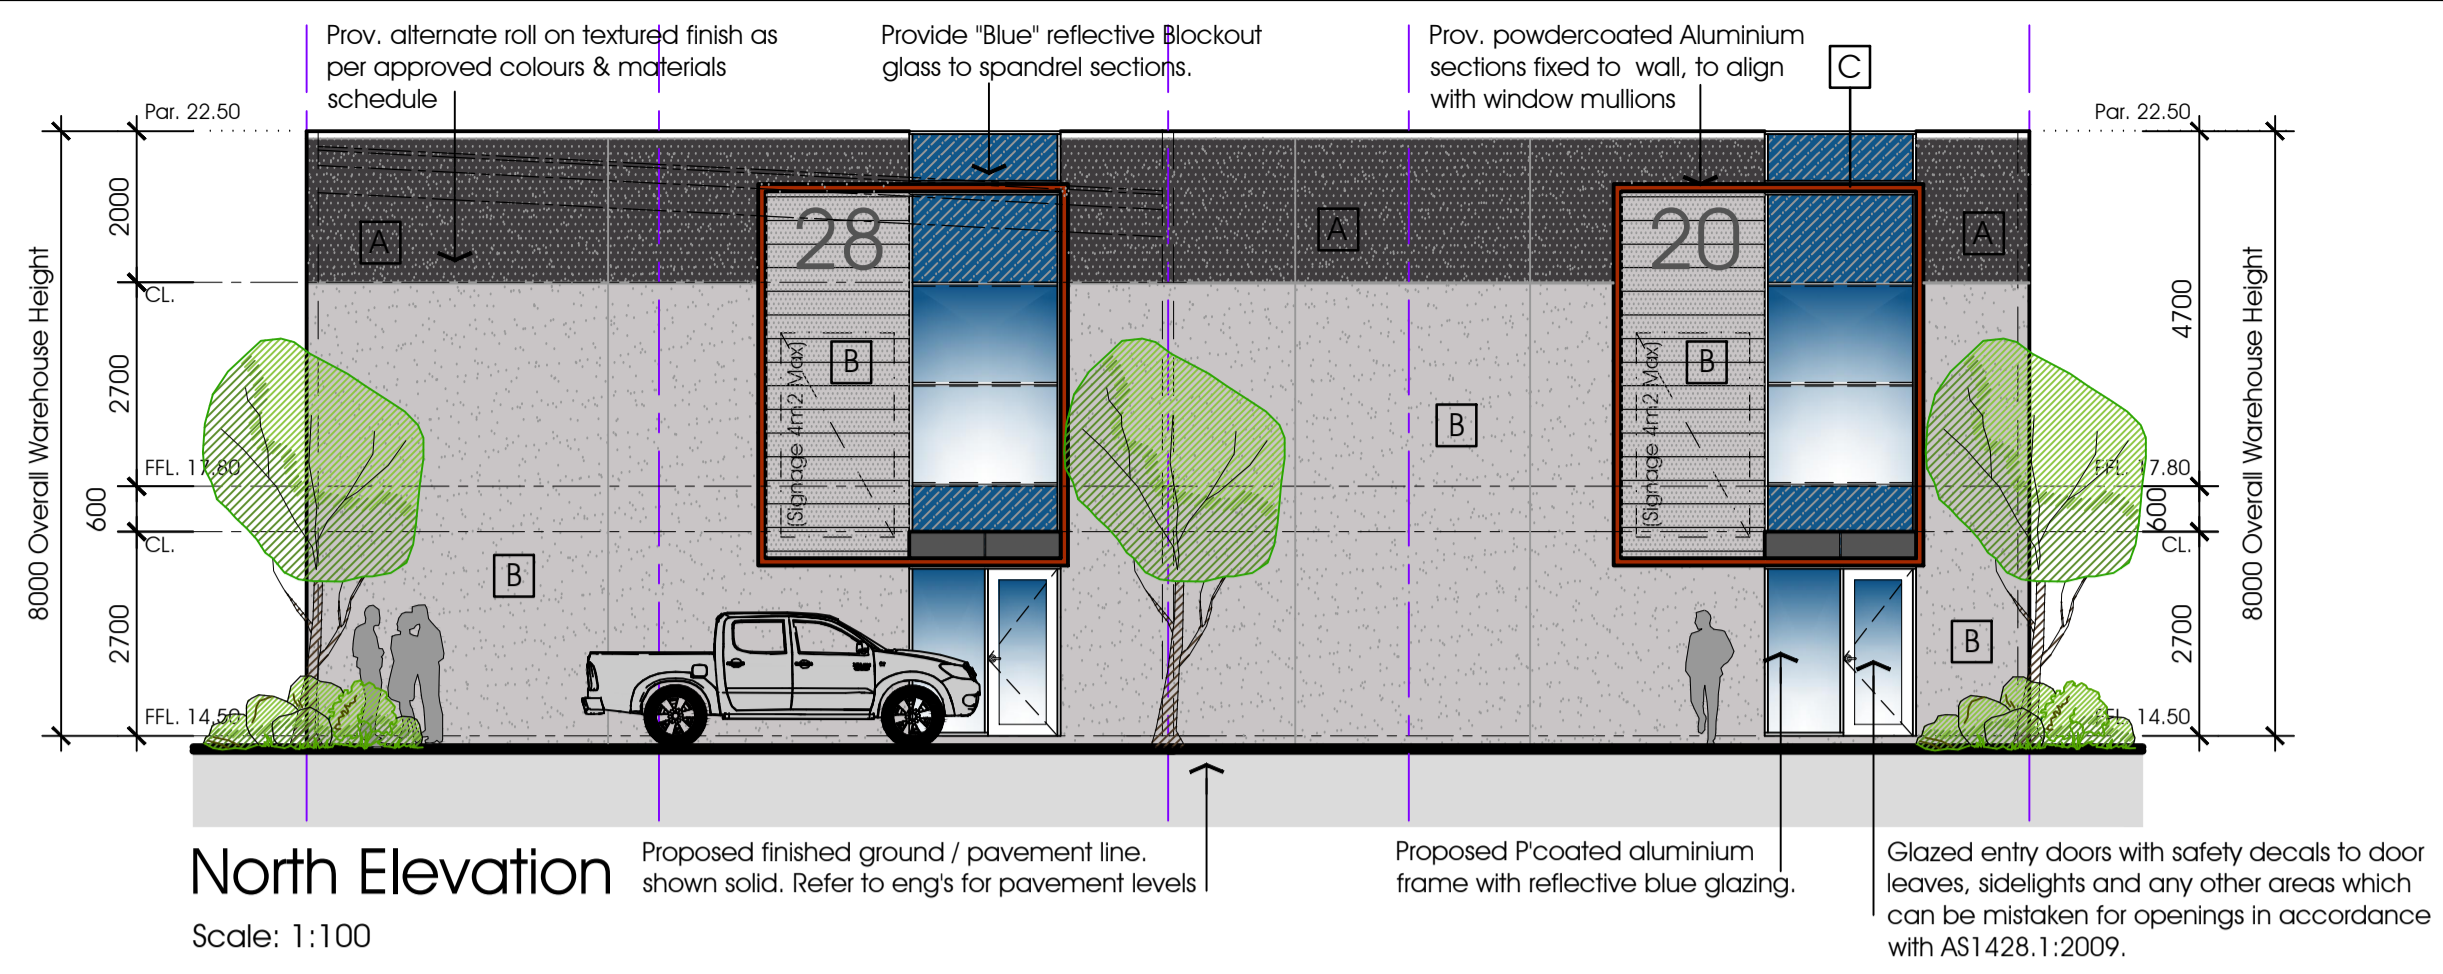 Prov. alternate roll on textured finish as
per approved colours & materials
schedule
Provide "Blue" reflective Blockout
glass to spandrel sections.
Prov. powdercoated Aluminium
sections fixed to wall, to align
with window mullions
C
Par. 22.50
Par. 22.50
2000
CL.
2700
FFL. 17.80
600
CL.
2700
FFL. 14.50
8000 Overall Warehouse Height
A
28
A
20
A
B
(Signage 4m2 Max)
B
(Signage 4m2 Max)
B
B
B
4700
FFL. 17.80
600
CL.
2700
FFL. 14.50
8000 Overall Warehouse Height
North Elevation
Scale: 1:100
Proposed finished ground / pavement line.
shown solid. Refer to eng's for pavement levels
Proposed P'coated aluminium
frame with reflective blue glazing.
Glazed entry doors with safety decals to door
leaves, sidelights and any other areas which
can be mistaken for openings in accordance
with AS1428.1:2009.